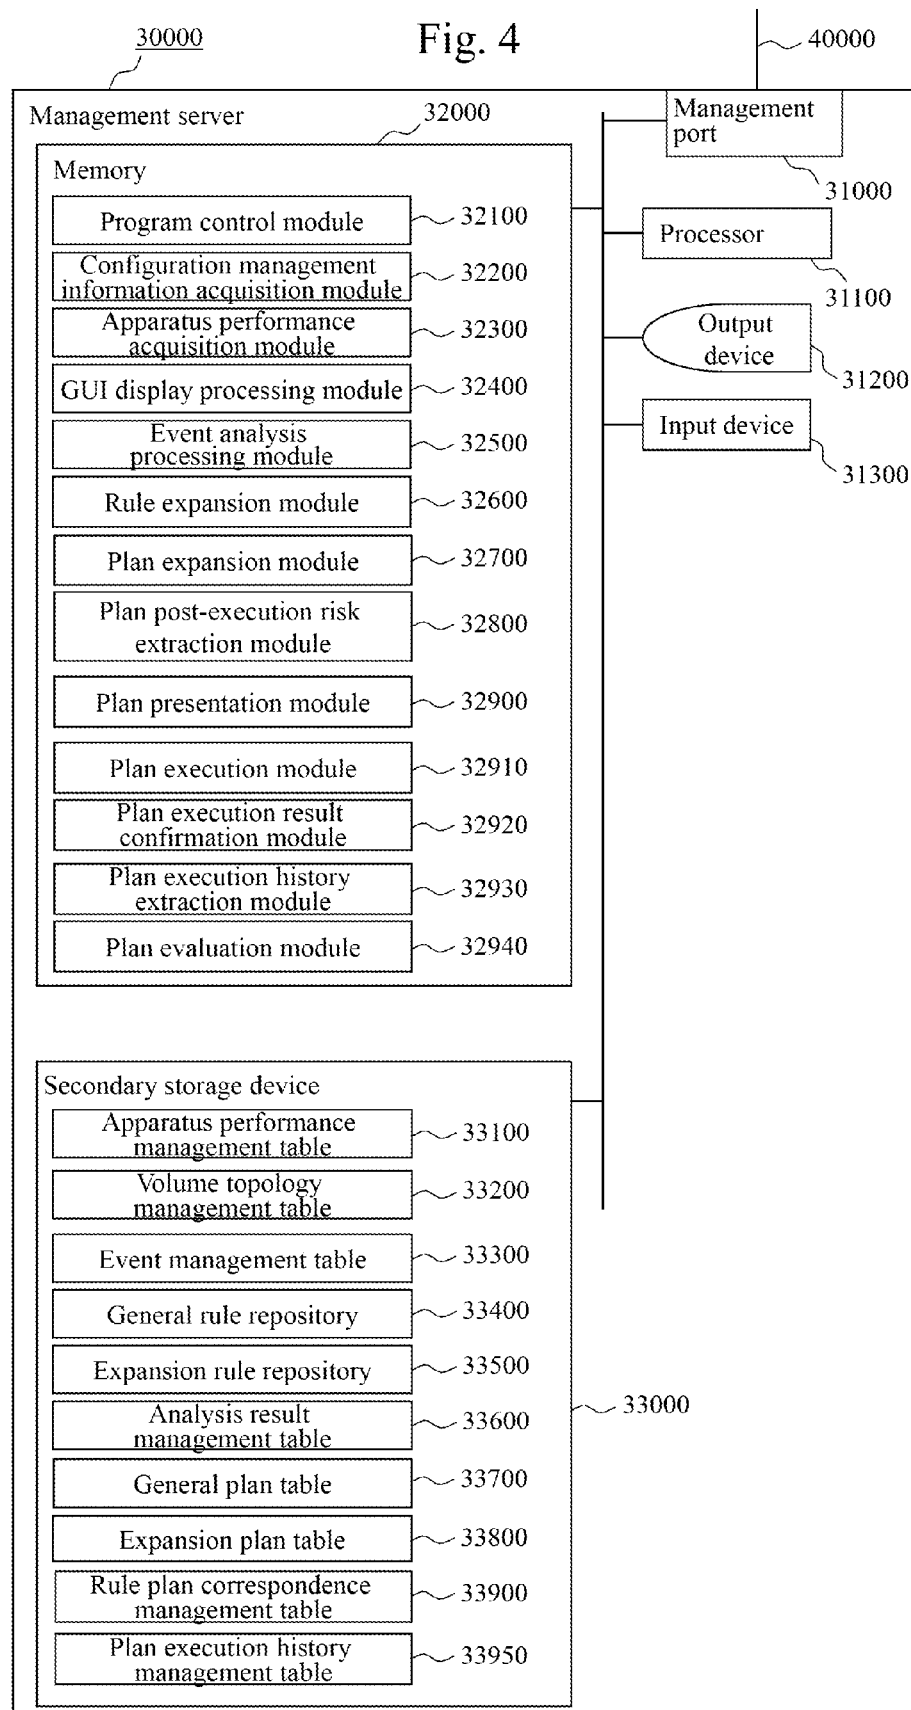 Fig. 4
30000
40000
Management server
32000
Memory
Program control module
32100
Configuration management
information acquisition module
32200
Apparatus performance
acquisition module
32300
GUI display processing module
32400
Event analysis
processing module
32500
Rule expansion module
32600
Plan expansion module
32700
Plan post-execution risk
extraction module
32800
Plan presentation module
32900
Plan execution module
32910
Plan execution result
confirmation module
32920
Plan execution history
extraction module
32930
Plan evaluation module
32940
Management
port
31000
Processor
31100
Output
device
31200
Input device
31300
Secondary storage device
Apparatus performance
management table
33100
Volume topology
management table
33200
Event management table
33300
General rule repository
33400
Expansion rule repository
33500
Analysis result
management table
33600
General plan table
33700
Expansion plan table
33800
Rule plan correspondence
management table
33900
Plan execution history
management table
33950
33000